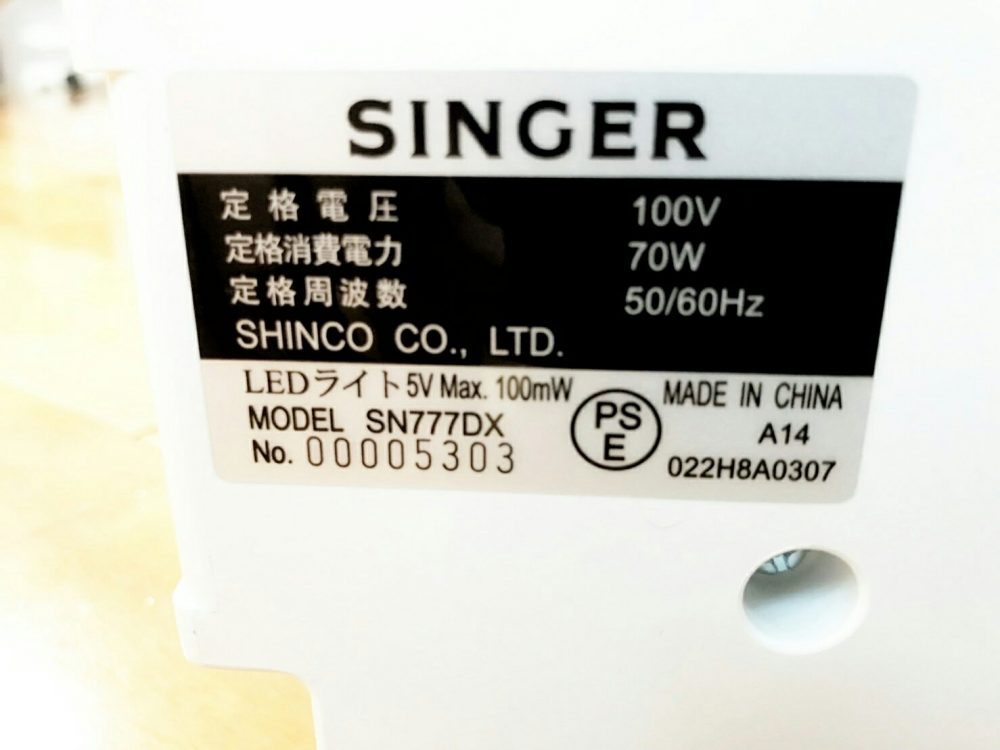 SINGER
定格電圧 100V
定格消費電力 70W
定格周波数 50/60Hz
SHINCO CO., LTD.
LEDライト 5V Max. 100mW
MODEL SN777DX
No. 00005303
PS
E
MADE IN CHINA
A14
022H8A0307